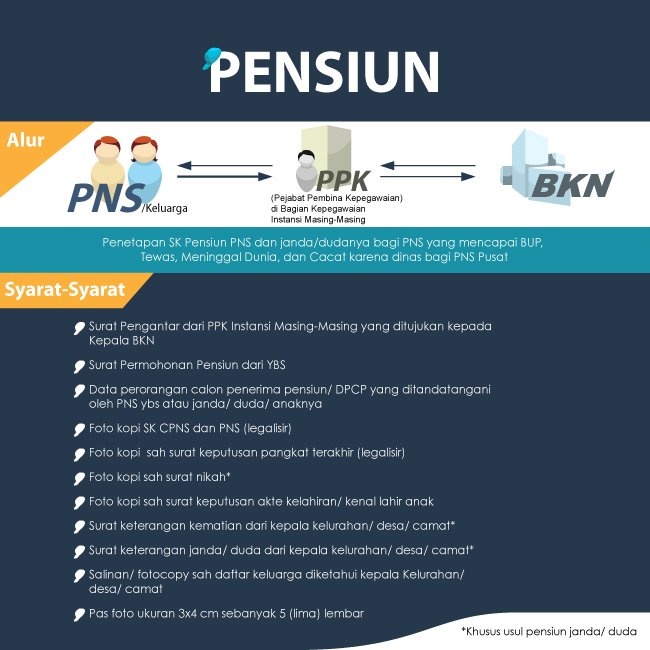 PENSIUN
Alur
PNS/Keluarga
PPK
(Pejabat Pembina Kepegawaian)
di Bagian Kepegawaian
Instansi Masing-Masing
BKN
Penetapan SK Pensiun PNS dan janda/dudanya bagi PNS yang mencapai BUP,
Tewas, Meninggal Dunia, dan Cacat karena dinas bagi PNS Pusat
Syarat-Syarat
Surat Pengantar dari PPK Instansi Masing-Masing yang ditujukan kepada
Kepala BKN
Surat Permohonan Pensiun dari YBS
Data perorangan calon penerima pensiun/ DPCP yang ditandatangani
oleh PNS ybs atau janda/ duda/ anaknya
Foto kopi SK CPNS dan PNS (legalisir)
Foto kopi  sah surat keputusan pangkat terakhir (legalisir)
Foto kopi sah surat nikah*
Foto kopi sah surat keputusan akte kelahiran/ kenal lahir anak
Surat keterangan kematian dari kepala kelurahan/ desa/ camat*
Surat keterangan janda/ duda dari kepala kelurahan/ desa/ camat*
Salinan/ fotocopy sah daftar keluarga diketahui kepala Kelurahan/
desa/ camat
Pas foto ukuran 3x4 cm sebanyak 5 (lima) lembar
*Khusus usul pensiun janda/ duda